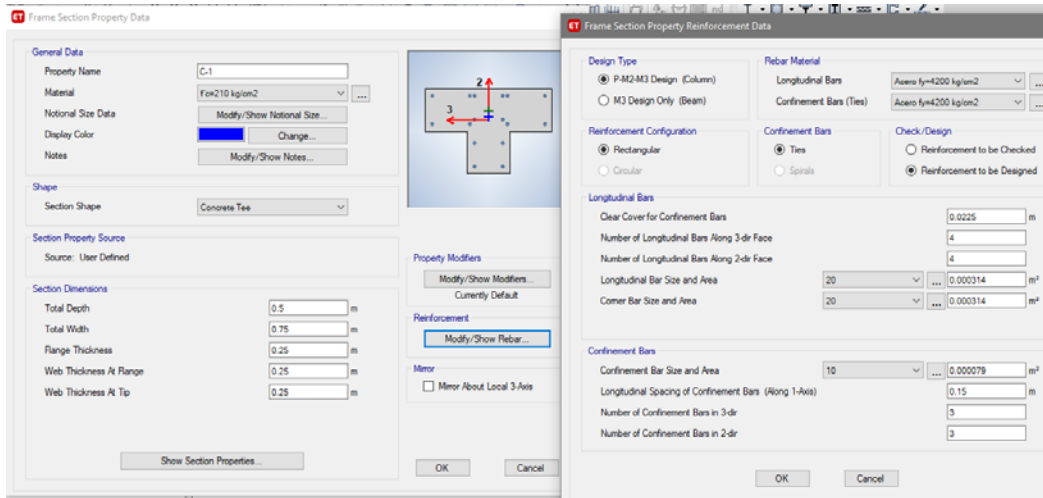 Frame Section Property Data
General Data
Property Name C-1
Material f'c=210 kg/cm2 ...
Notional Size Data Modify/Show Notional Size...
Display Color Change...
Notes Modify/Show Notes...
Shape
Section Shape Concrete Tee
Section Property Source
Source: User Defined
Section Dimensions
Total Depth 0.5 m
Total Width 0.75 m
Flange Thickness 0.25 m
Web Thickness At Flange 0.25 m
Web Thickness At Tip 0.25 m
Show Section Properties...
2
3
Property Modifiers
Modify/Show Modifiers...
Currently Default
Reinforcement
Modify/Show Rebar...
Mirror
Mirror About Local 3-Axis
OK Cancel
Frame Section Property Reinforcement Data
Design Type
P-M2-M3 Design (Column)
M3 Design Only (Beam)
Rebar Material
Longitudinal Bars Acero fy=4200 kg/cm2 ...
Confinement Bars (Ties) Acero fy=4200 kg/cm2 ...
Reinforcement Configuration
Rectangular
Circular
Confinement Bars
Ties
Spirals
Check/Design
Reinforcement to be Checked
Reinforcement to be Designed
Longitudinal Bars
Clear Cover for Confinement Bars 0.0225 m
Number of Longitudinal Bars Along 3-dir Face 4
Number of Longitudinal Bars Along 2-dir Face 4
Longitudinal Bar Size and Area 20 ... 0.000314 m²
Corner Bar Size and Area 20 ... 0.000314 m²
Confinement Bars
Confinement Bar Size and Area 10 ... 0.000079 m²
Longitudinal Spacing of Confinement Bars (Along 1-Axis) 0.15 m
Number of Confinement Bars in 3-dir 3
Number of Confinement Bars in 2-dir 3
OK Cancel